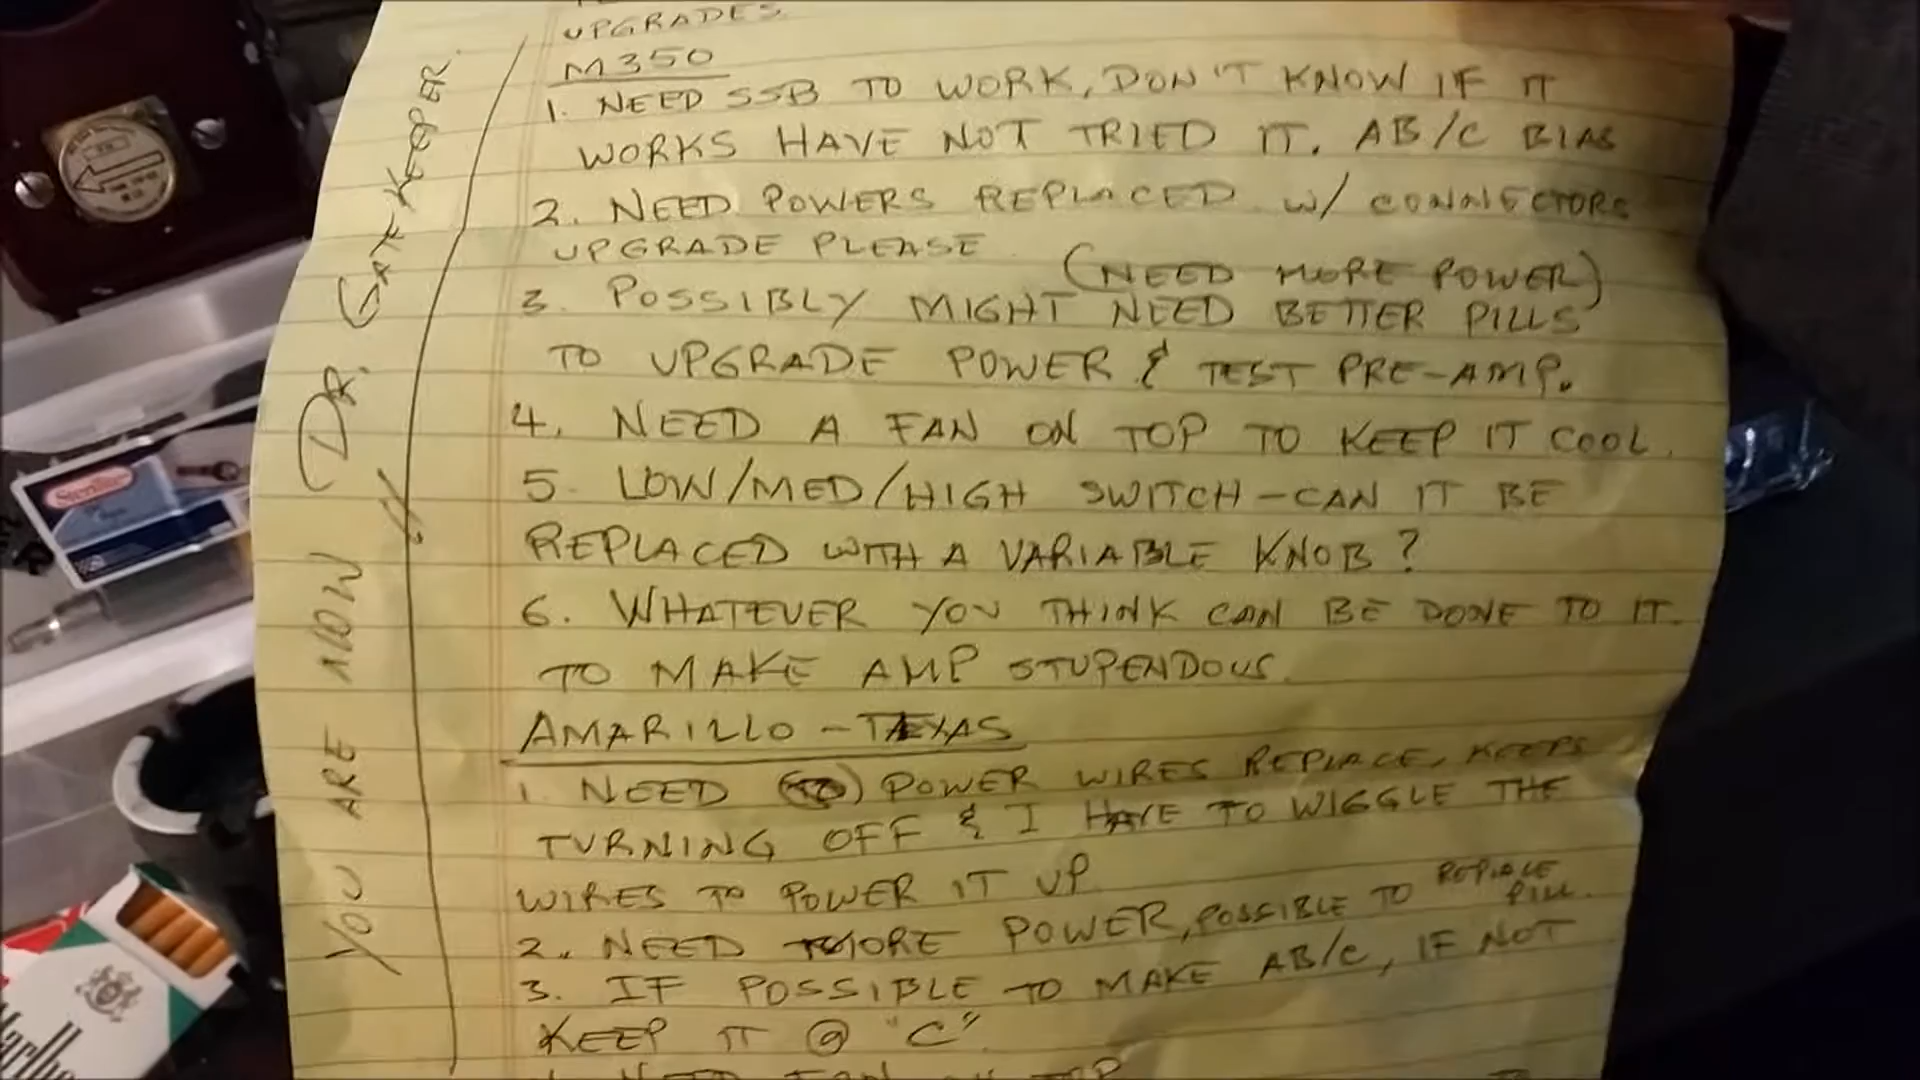 UPGRADES
M350
1. NEED SSB TO WORK, DON'T KNOW IF IT
WORKS HAVE NOT TRIED IT. AB/C BIAS
2. NEED POWERS REPLACED w/ CONNECTORS
UPGRADE PLEASE.
(NEED MORE POWER)
3. POSSIBLY MIGHT NEED BETTER PILLS
TO UPGRADE POWER & TEST PRE-AMP.
4. NEED A FAN ON TOP TO KEEP IT COOL.
5. LOW/MED/HIGH SWITCH-CAN IT BE
REPLACED WITH A VARIABLE KNOB?
6. WHATEVER YOU THINK CAN BE DONE TO IT.
TO MAKE AMP STUPENDOUS.
AMARILLO-TEXAS
1. NEED POWER WIRES REPLACE, KEEPS
TURNING OFF & I HAVE TO WIGGLE THE
WIRES TO POWER IT UP.
2. NEED MORE POWER, POSSIBLE TO REPLACE
PILL.
3. IF POSSIBLE TO MAKE AB/C, IF NOT
KEEP IT @ "C"
NEED FAN ON TOP
YOU ARE NOW
DR. GATEKEEPER.
Sterilite
Marlbo